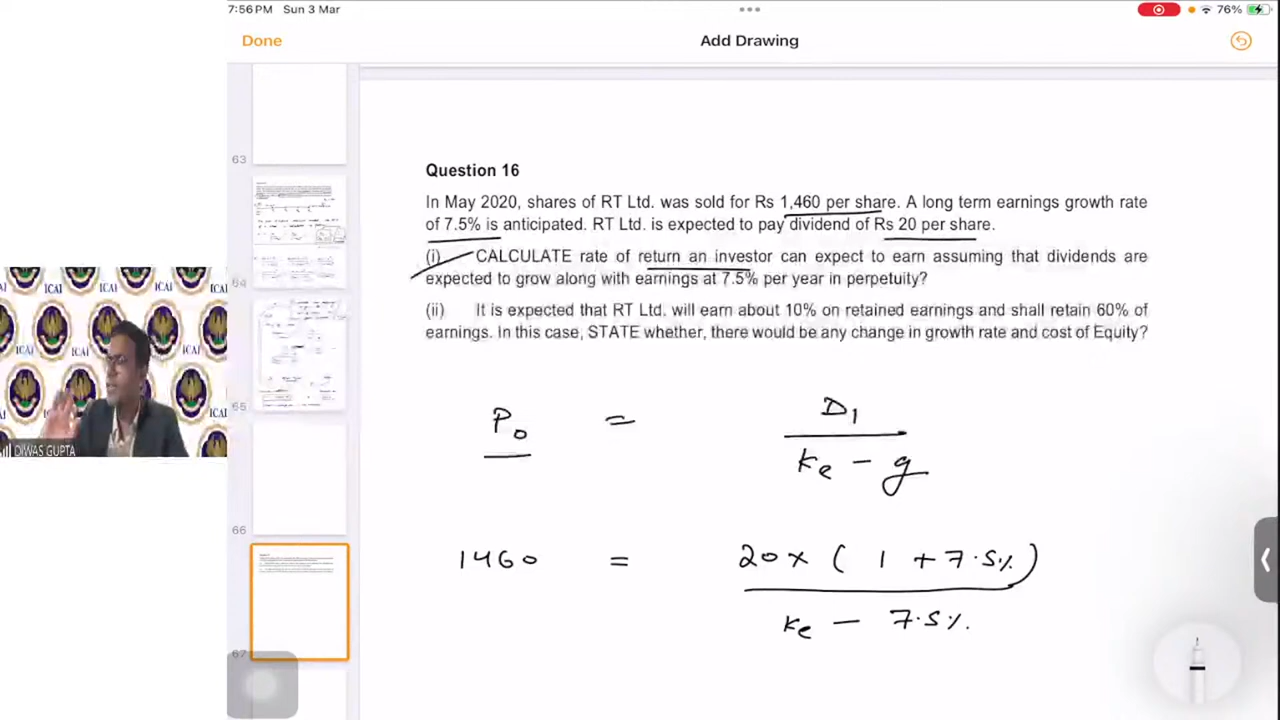 7:56 PM Sun 3 Mar
76%
Done
Add Drawing
63
64
65
66
67
ICAI
ICAI
ICAI
DIWAS GUPTA
Question 16
In May 2020, shares of RT Ltd. was sold for Rs 1,460 per share. A long term earnings growth rate
of 7.5% is anticipated. RT Ltd. is expected to pay dividend of Rs 20 per share.
(i) CALCULATE rate of return an investor can expect to earn assuming that dividends are
expected to grow along with earnings at 7.5% per year in perpetuity?
(ii) It is expected that RT Ltd. will earn about 10% on retained earnings and shall retain 60% of
earnings. In this case, STATE whether, there would be any change in growth rate and cost of Equity?
P₀ = D₁
ke - g
1460 = 20 x ( 1 + 7.5% )
ke - 7.5%